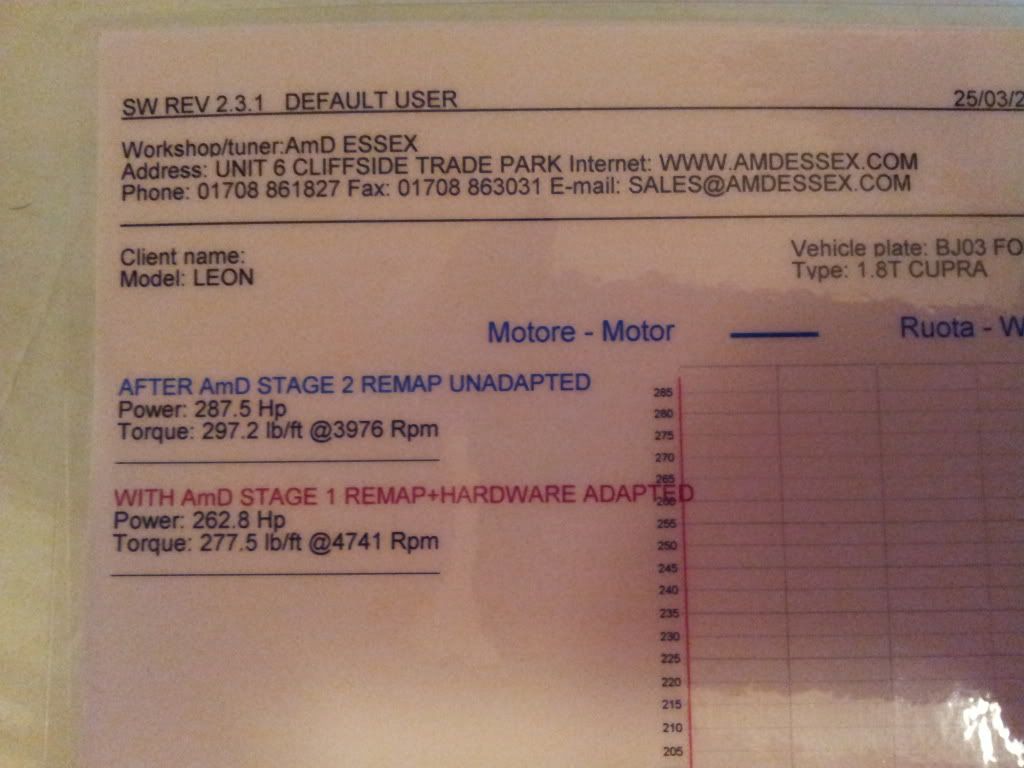 SW REV 2.3.1 DEFAULT USER 25/03/2
Workshop/tuner:AmD ESSEX
Address: UNIT 6 CLIFFSIDE TRADE PARK Internet: WWW.AMDESSEX.COM
Phone: 01708 861827 Fax: 01708 863031 E-mail: SALES@AMDESSEX.COM
Client name:
Model: LEON
Vehicle plate: BJ03 FO
Type: 1.8T CUPRA
Motore - Motor
Ruota - W
AFTER AmD STAGE 2 REMAP UNADAPTED
Power: 287.5 Hp
Torque: 297.2 lb/ft @3976 Rpm
WITH AmD STAGE 1 REMAP+HARDWARE ADAPTED
Power: 262.8 Hp
Torque: 277.5 lb/ft @4741 Rpm
285
280
275
270
265
260
255
250
245
240
235
230
225
220
215
210
205